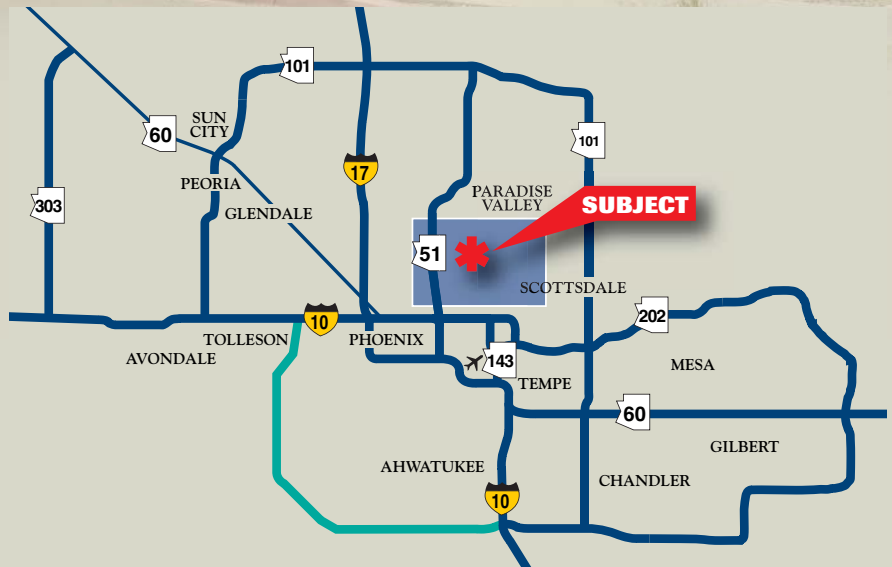 101
60
SUN
CITY
101
17
PEORIA
PARADISE
VALLEY
SUBJECT
303
GLENDALE
51
SCOTTSDALE
10
202
TOLLESON
PHOENIX
AVONDALE
143
MESA
TEMPE
60
GILBERT
AHWATUKEE
CHANDLER
10